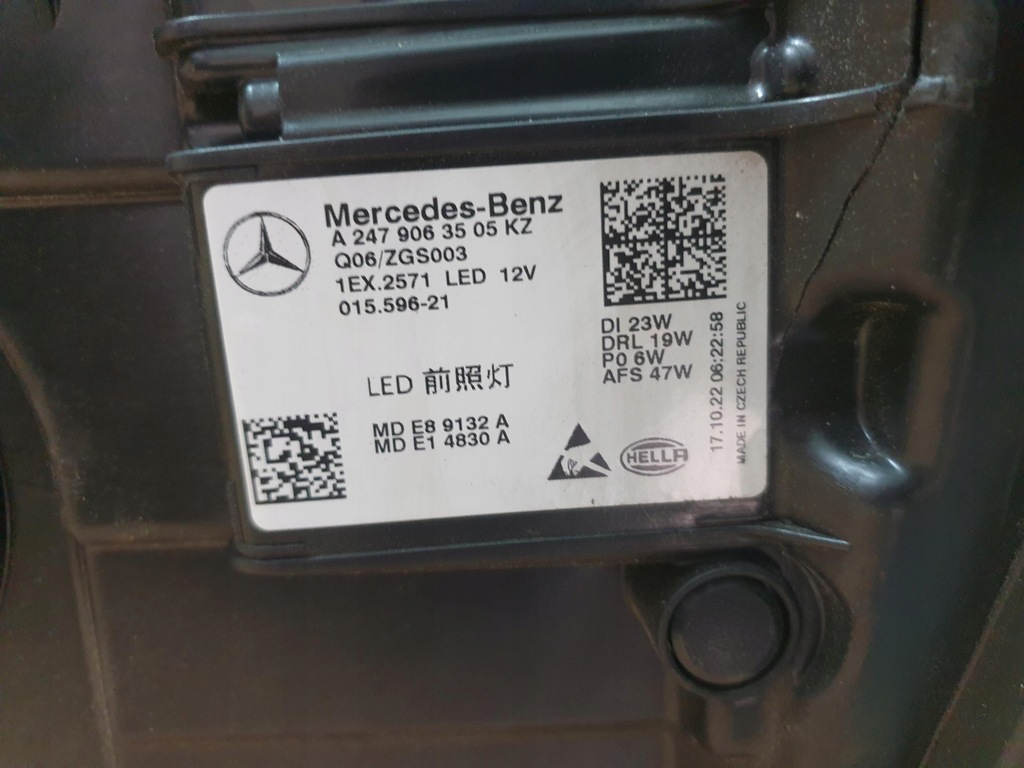 Mercedes-Benz
A 247 906 35 05 KZ
Q06/ZGS003
1EX.2571 LED 12V
015.596-21
DI 23W
DRL 19W
PO 6W
AFS 47W
LED 前照灯
MD E8 9132 A
MD E1 4830 A
HELLA
17.10.22 06:22:58
MADE IN CZECH REPUBLIC